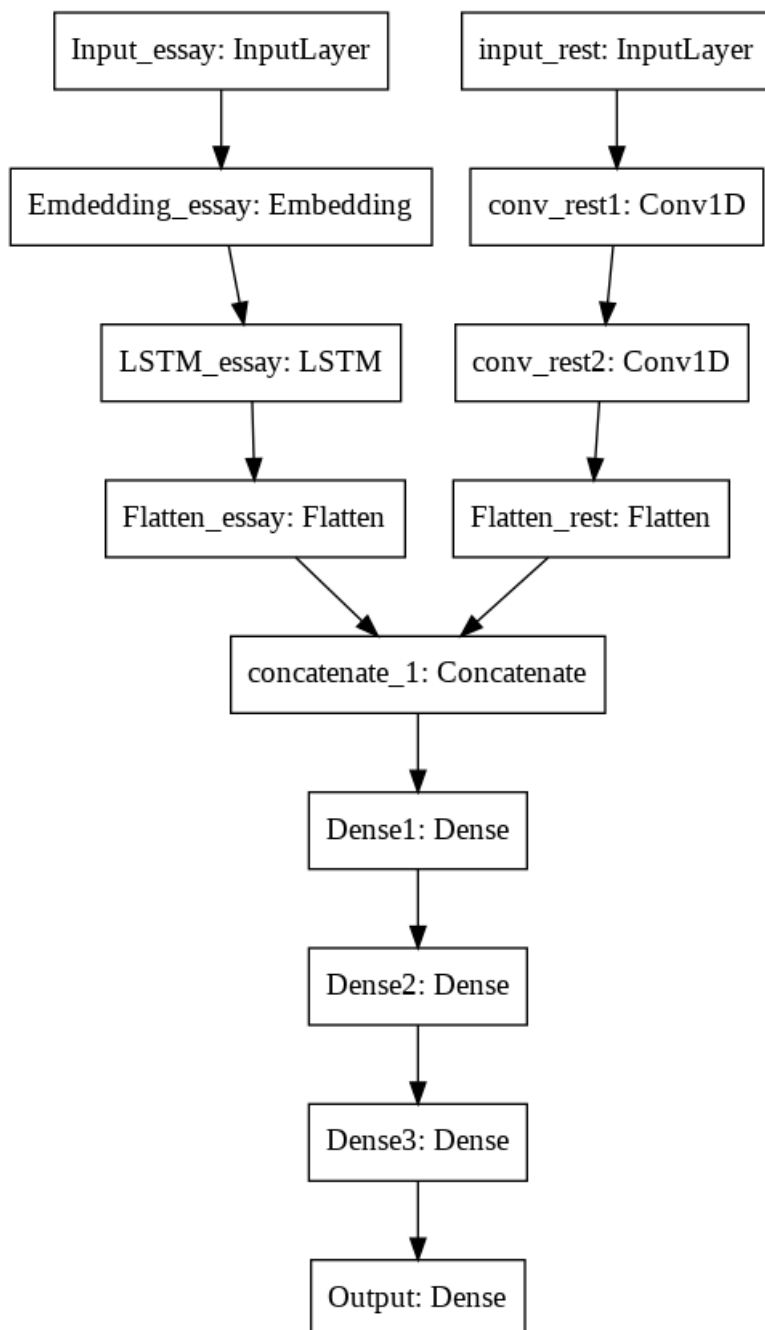 Input_essay: InputLayer
input_rest: InputLayer
Emdedding_essay: Embedding
conv_rest1: Conv1D
LSTM_essay: LSTM
conv_rest2: Conv1D
Flatten_essay: Flatten
Flatten_rest: Flatten
concatenate_1: Concatenate
Dense1: Dense
Dense2: Dense
Dense3: Dense
Output: Dense